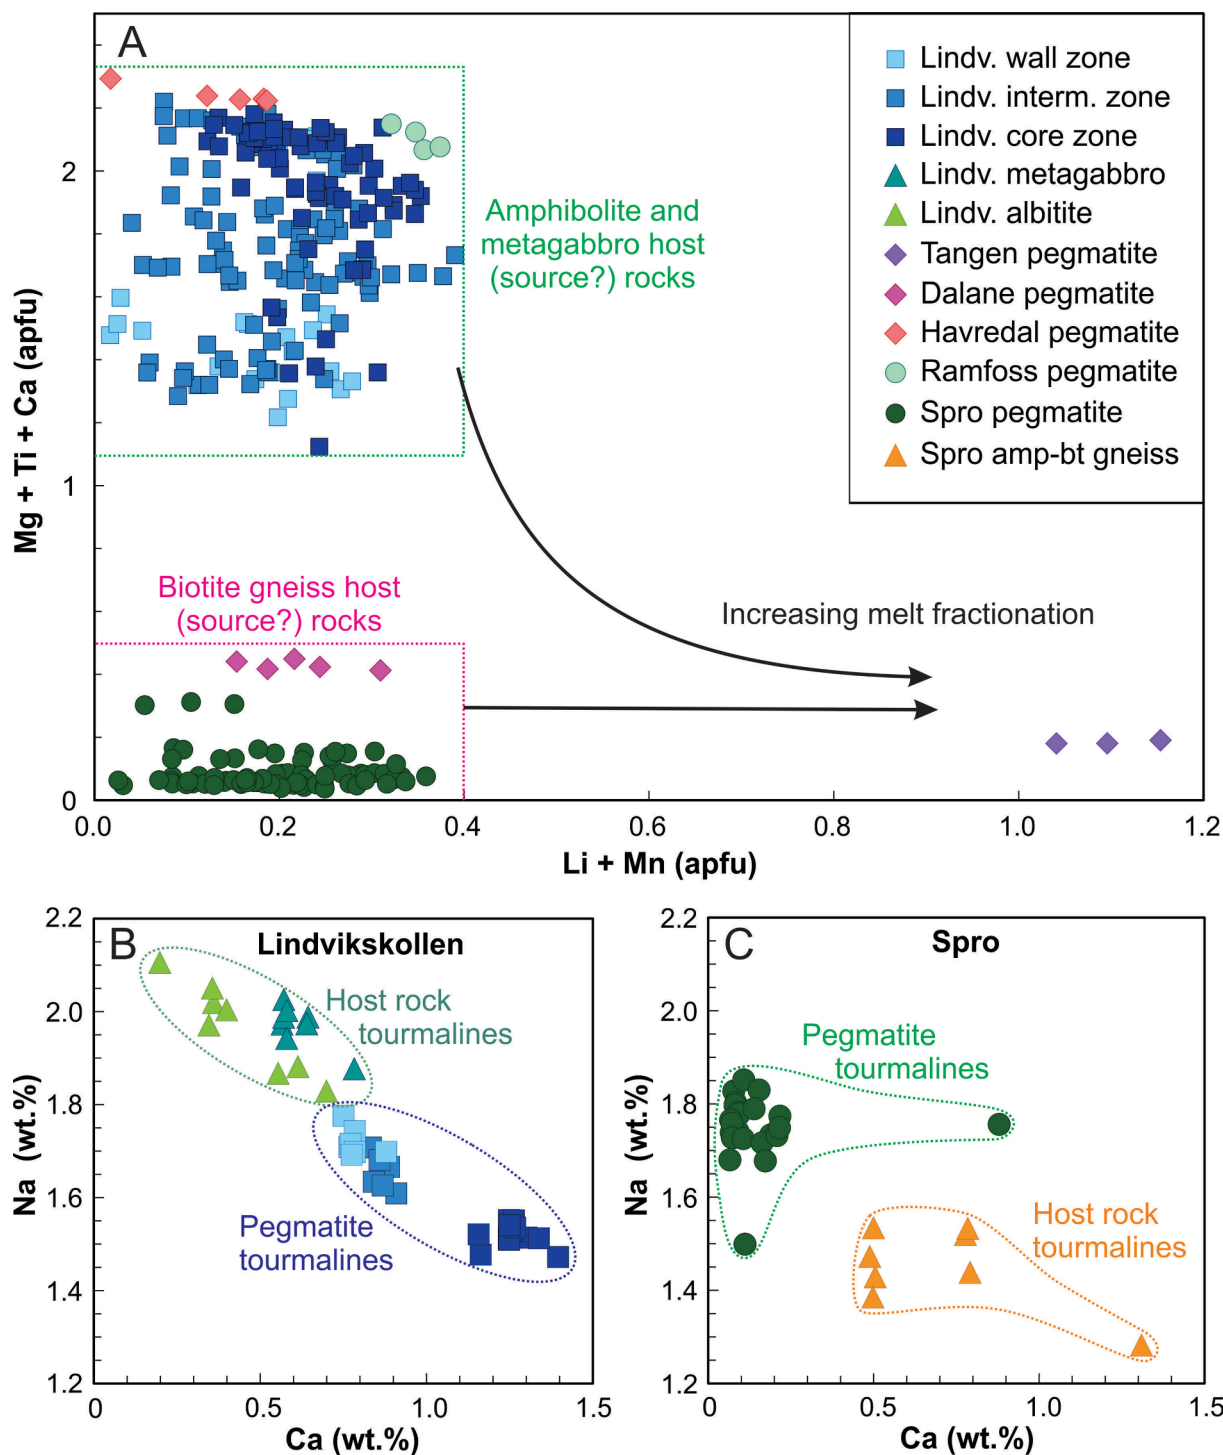 A
Lindv. wall zone
Lindv. interm. zone
Lindv. core zone
Lindv. metagabbro
Lindv. albitite
Tangen pegmatite
Dalane pegmatite
Havredal pegmatite
Ramfoss pegmatite
Spro pegmatite
Spro amp-bt gneiss
Amphibolite and
metagabbro host
(source?) rocks
Biotite gneiss host
(source?) rocks
Increasing melt fractionation
Mg + Ti + Ca (apfu)
2
1
0
0.0
0.2
0.4
0.6
0.8
1.0
1.2
Li + Mn (apfu)
B
Lindvikskollen
Host rock
tourmalines
Pegmatite
tourmalines
Na (wt.%)
2.2
2.0
1.8
1.6
1.4
1.2
0
0.5
1.0
1.5
Ca (wt.%)
C
Spro
Pegmatite
tourmalines
Host rock
tourmalines
Na (wt.%)
2.2
2.0
1.8
1.6
1.4
1.2
0
0.5
1.0
1.5
Ca (wt.%)